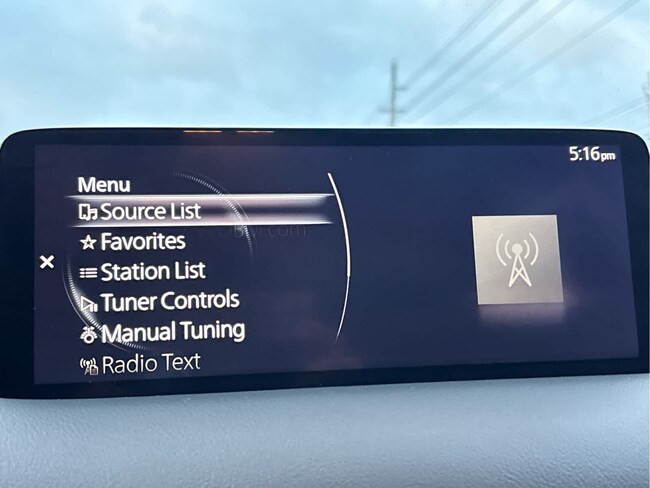 5:16pm
Menu
Source List
Favorites
Station List
Tuner Controls
Manual Tuning
Radio Text